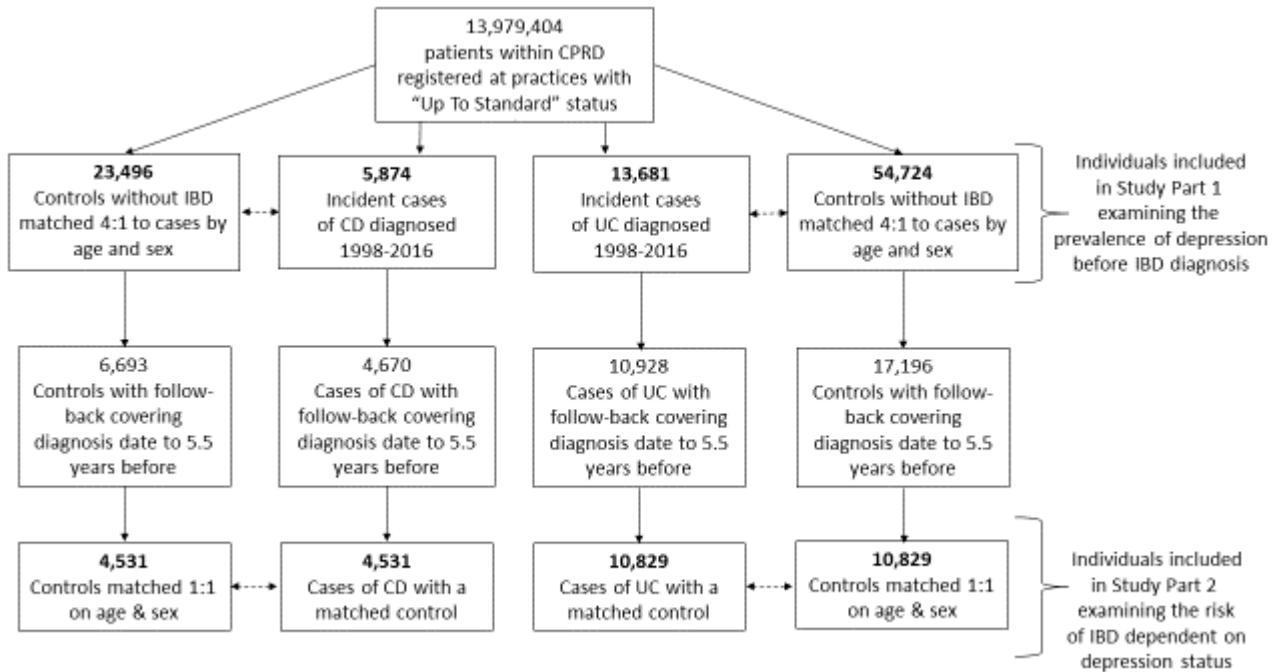 13,979,404
patients within CPRD
registered at practices with
“Up To Standard” status
23,496
Controls without IBD
matched 4:1 to cases by
age and sex
5,874
Incident cases
of CD diagnosed
1998-2016
13,681
Incident cases
of UC diagnosed
1998-2016
54,724
Controls without IBD
matched 4:1 to cases by
age and sex
Individuals included
in Study Part 1
examining the
prevalence of depression
before IBD diagnosis
6,693
Controls with follow-
back covering
diagnosis date to 5.5
years before
4,670
Cases of CD with
follow-back covering
diagnosis date to 5.5
years before
10,928
Cases of UC with
follow-back covering
diagnosis date to 5.5
years before
17,196
Controls with follow-
back covering
diagnosis date to 5.5
years before
4,531
Controls matched 1:1
on age & sex
4,531
Cases of CD with a
matched control
10,829
Cases of UC with a
matched control
10,829
Controls matched 1:1
on age & sex
Individuals included
in Study Part 2
examining the risk
of IBD dependent on
depression status